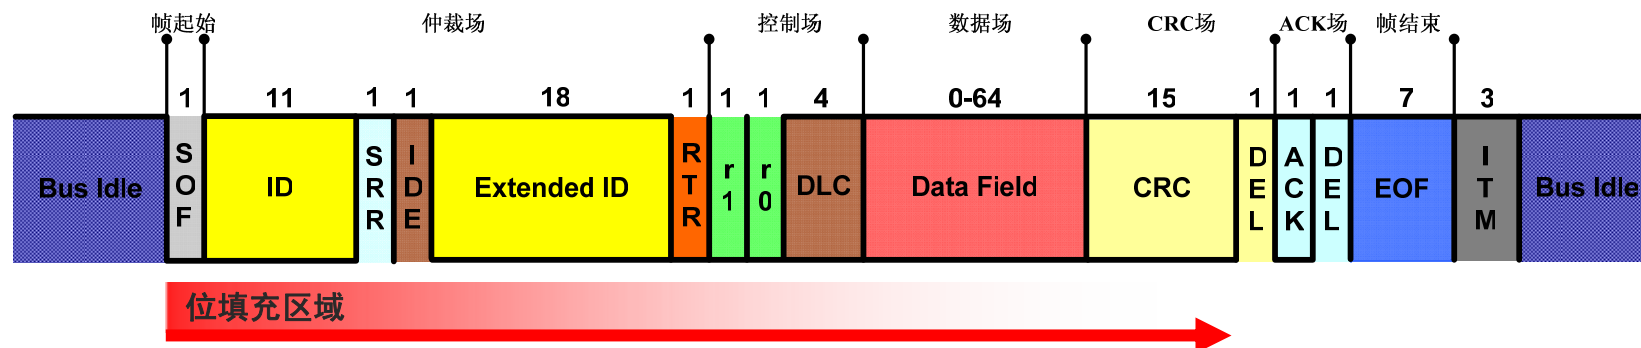 帧起始 仲裁场 控制场 数据场 CRC场 ACK场 帧结束
1 11 1 1 18 1 1 1 4 0-64 15 1 1 1 7 3
Bus Idle SOF ID SRR IDE Extended ID RTR r1 r0 DLC Data Field CRC DEL ACK DEL EOF ITM Bus Idle
位填充区域